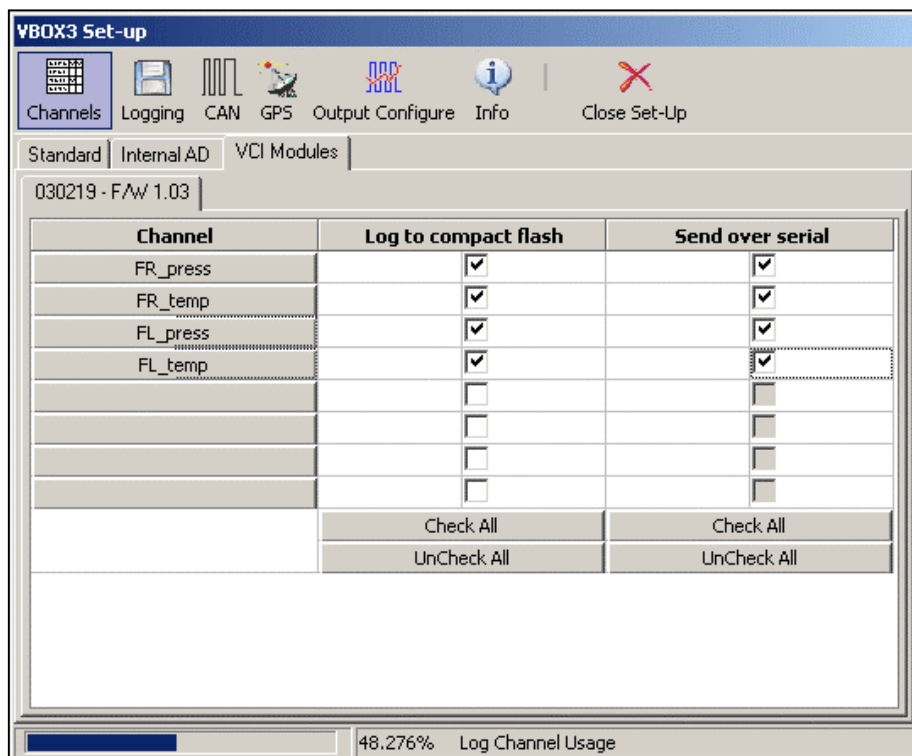 VBOX3 Set-up
Channels Logging CAN GPS Output Configure Info Close Set-Up
Standard Internal AD VCI Modules
030219 - F/W 1.03
Channel Log to compact flash Send over serial
FR_press
FR_temp
FL_press
FL_temp
Check All Check All
UnCheck All UnCheck All
48.276% Log Channel Usage